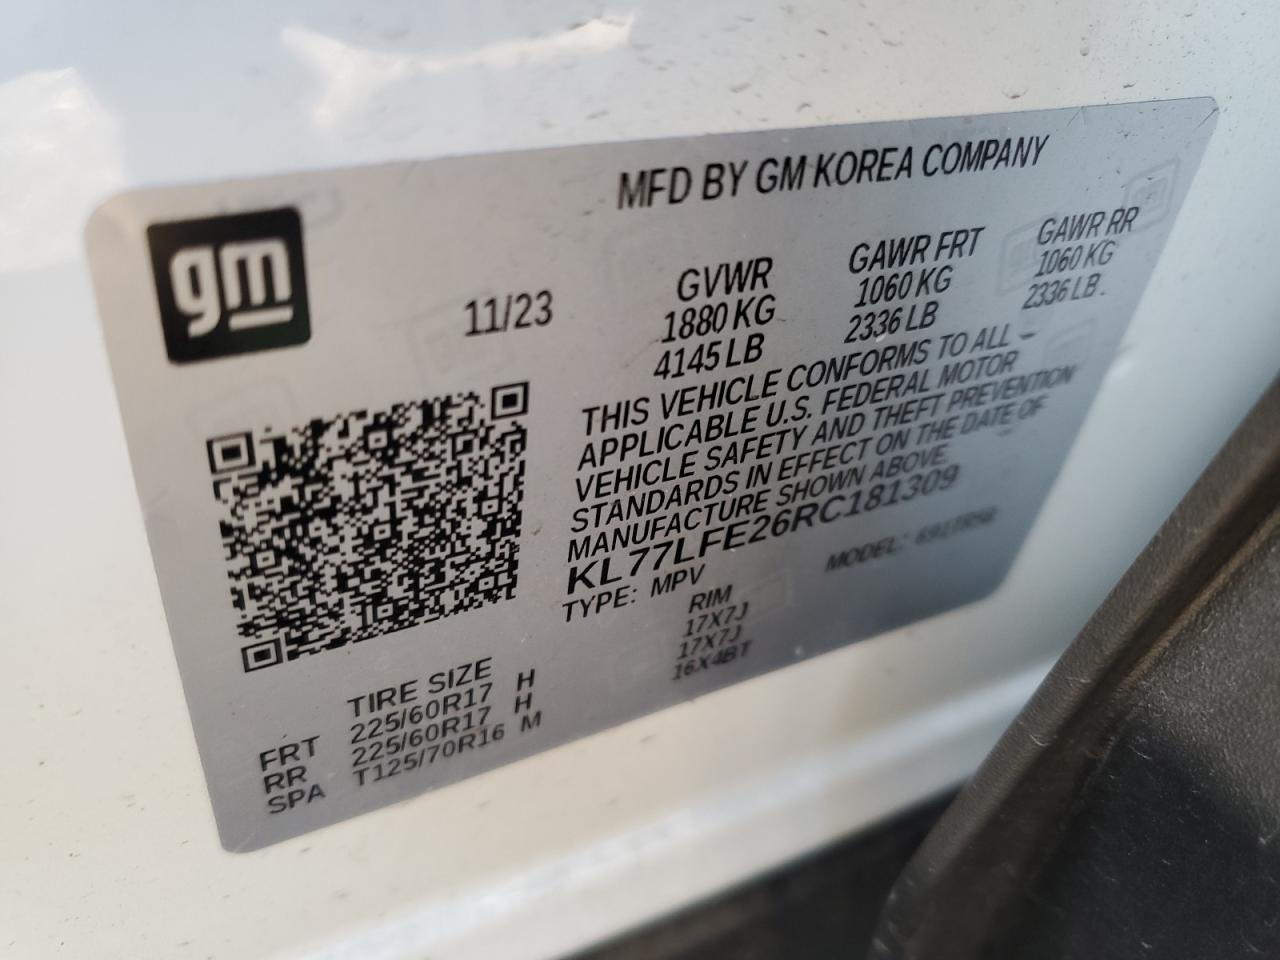 gm
MFD BY GM KOREA COMPANY
11/23
GVWR GAWR FRT GAWR RR
1880 KG 1060 KG 1060 KG
4145 LB 2336 LB 2336 LB.
THIS VEHICLE CONFORMS TO ALL
APPLICABLE U.S. FEDERAL MOTOR
VEHICLE SAFETY AND THEFT PREVENTION
STANDARDS IN EFFECT ON THE DATE OF
MANUFACTURE SHOWN ABOVE.
KL77LFE26RC181309
TYPE: MPV MODEL:
TIRE SIZE RIM
FRT 225/60R17 H 17X7J
RR 225/60R17 H 17X7J
SPA T125/70R16 M 16X4BT